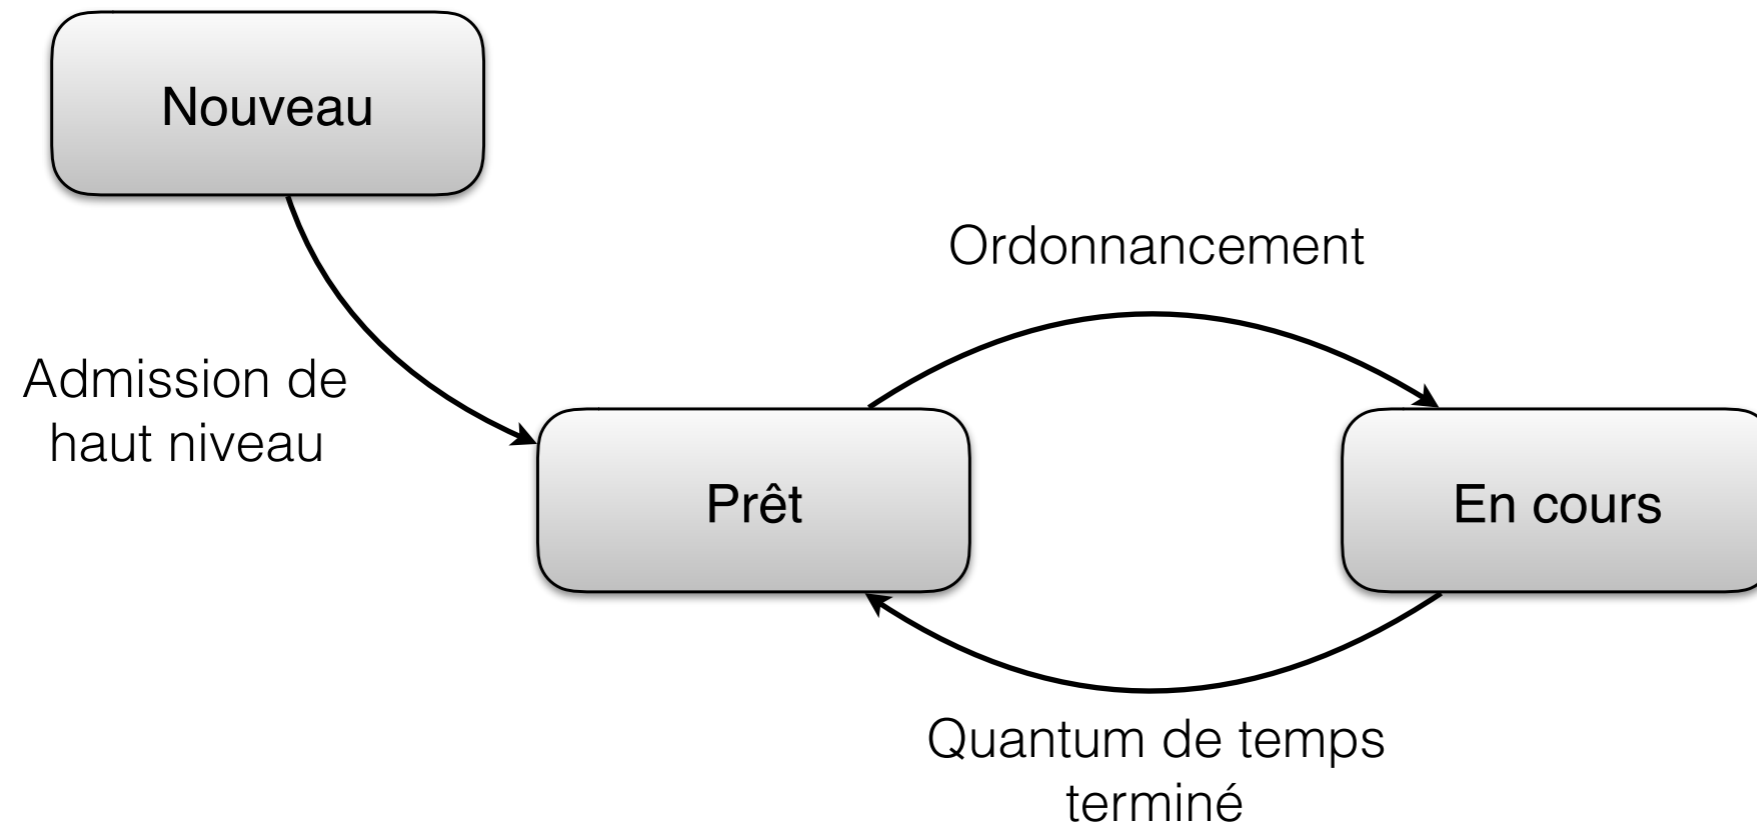 Nouveau
Ordonnancement
Admission de
haut niveau
Prêt
En cours
Quantum de temps
terminé